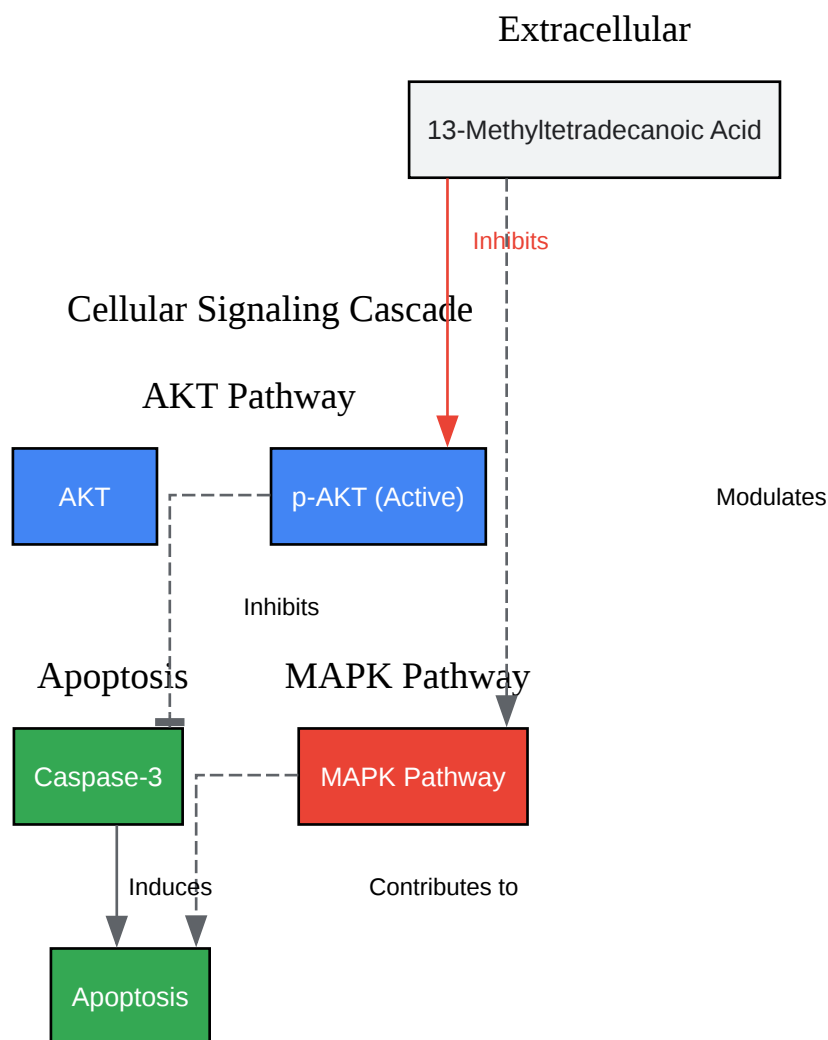 Extracellular
13-Methyltetradecanoic Acid
Inhibits
Cellular Signaling Cascade
AKT Pathway
AKT
p-AKT (Active)
Modulates
Inhibits
Apoptosis
MAPK Pathway
Caspase-3
MAPK Pathway
Induces
Contributes to
Apoptosis